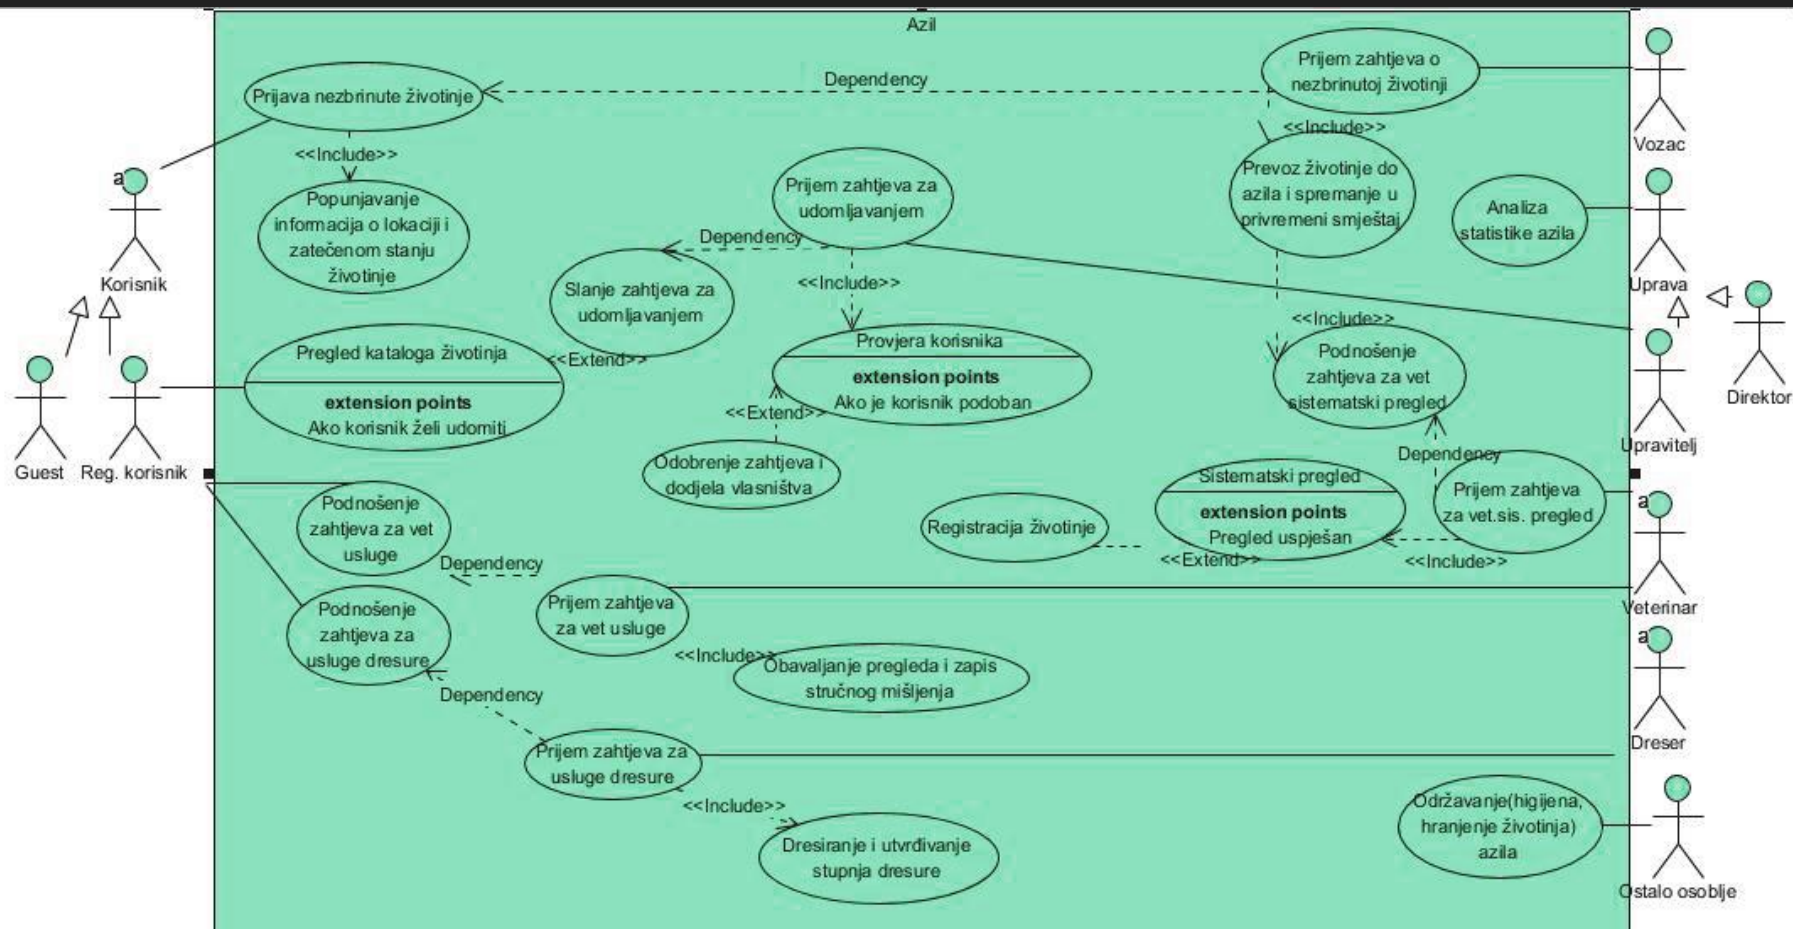 Azil
Prijava nezbrinute životinje
Dependency
Prijem zahtjeva o
nezbrinutoj životinji
Vozac
<<Include>>
<<Include>>
a
Korisnik
Popunjavanje
informacija o lokaciji i
zatečenom stanju
životinje
Prijem zahtjeva za
udomljavanjem
Prevoz životinje do
azila i spremanje u
privremeni smještaj
Analiza
statistike azila
Uprava
Dependency
Slanje zahtjeva za
udomljavanjem
<<Include>>
<<Include>>
Direktor
Pregled kataloga životinja
extension points
Ako korisnik želi udomiti
<<Extend>>
Provjera korisnika
extension points
Ako je korisnik podoban
Podnošenje
zahtjeva za vet
sistematski pregled
Upravitelj
Guest
Reg. korisnik
<<Extend>>
Odobrenje zahtjeva i
dodjela vlasništva
Dependency
Sistematski pregled
extension points
Pregled uspješan
Prijem zahtjeva
za vet.sis. pregled
a
Veterinar
Podnošenje
zahtjeva za vet
usluge
Registracija životinje
<<Extend>>
<<Include>>
Dependency
Prijem zahtjeva
za vet usluge
Podnošenje
zahtjeva za
usluge dresure
<<Include>>
Obavaljanje pregleda i zapis
stručnog mišljenja
a
Dreser
Dependency
Prijem zahtjeva za
usluge dresure
<<Include>>
Dresiranje i utvrđivanje
stupnja dresure
Održavanje(higijena,
hranjenje životinja)
azila
Ostalo osoblje